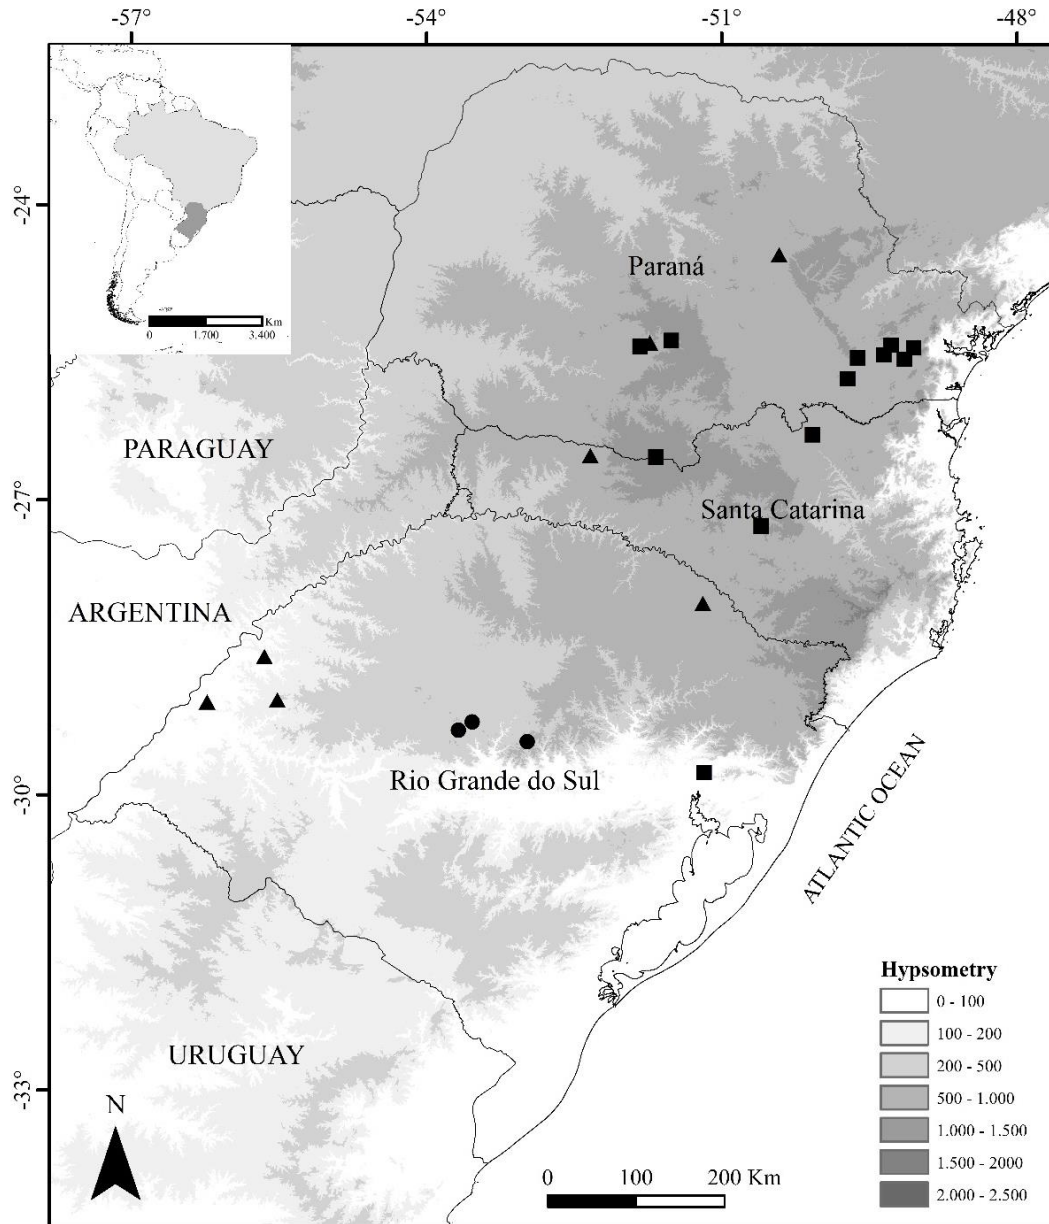 -57° -54° -51° -48°
-24°
Km
0 1.700 3.400
Paraná
PARAGUAY
-27°
Santa Catarina
ARGENTINA
Rio Grande do Sul
-30°
ATLANTIC OCEAN
Hypsometry
0 - 100
100 - 200
200 - 500
500 - 1.000
1.000 - 1.500
1.500 - 2000
2.000 - 2.500
URUGUAY
-33°
N
0 100 200 Km